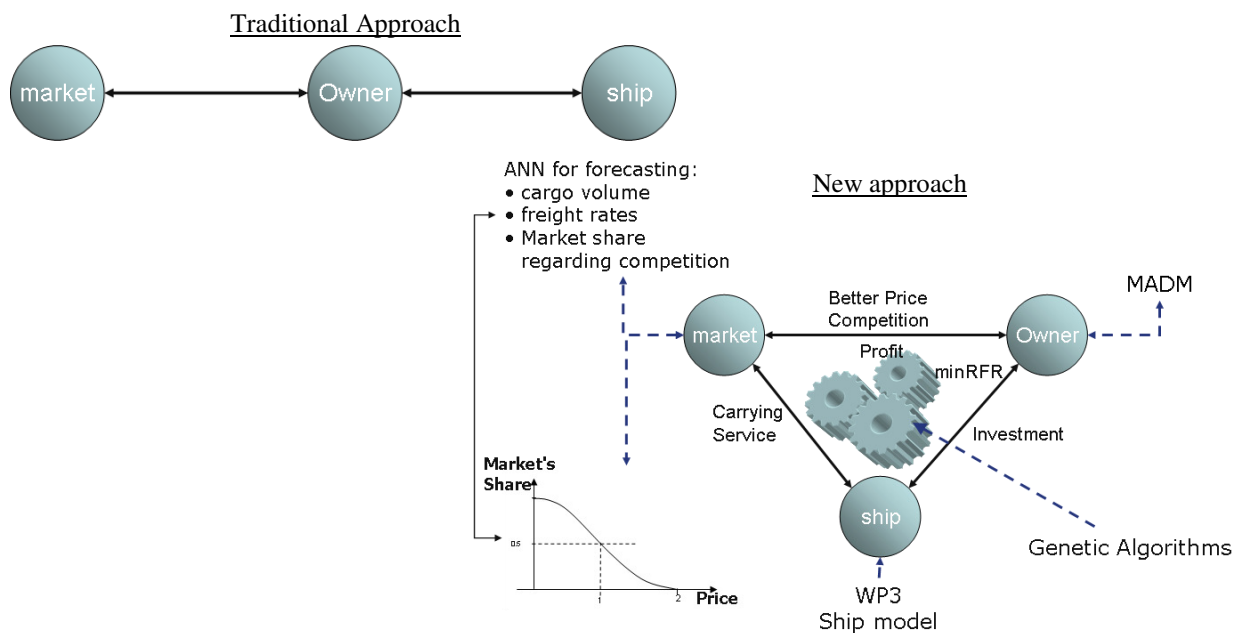 Traditional Approach
market
Owner
ship
ANN for forecasting:
• cargo volume
• freight rates
• Market share
regarding competition
New approach
MADM
Better Price
Competition
market
Owner
Profit
minRFR
Carrying
Service
Investment
Market's
Share
0.5
1
2
Price
ship
Genetic Algorithms
WP3
Ship model